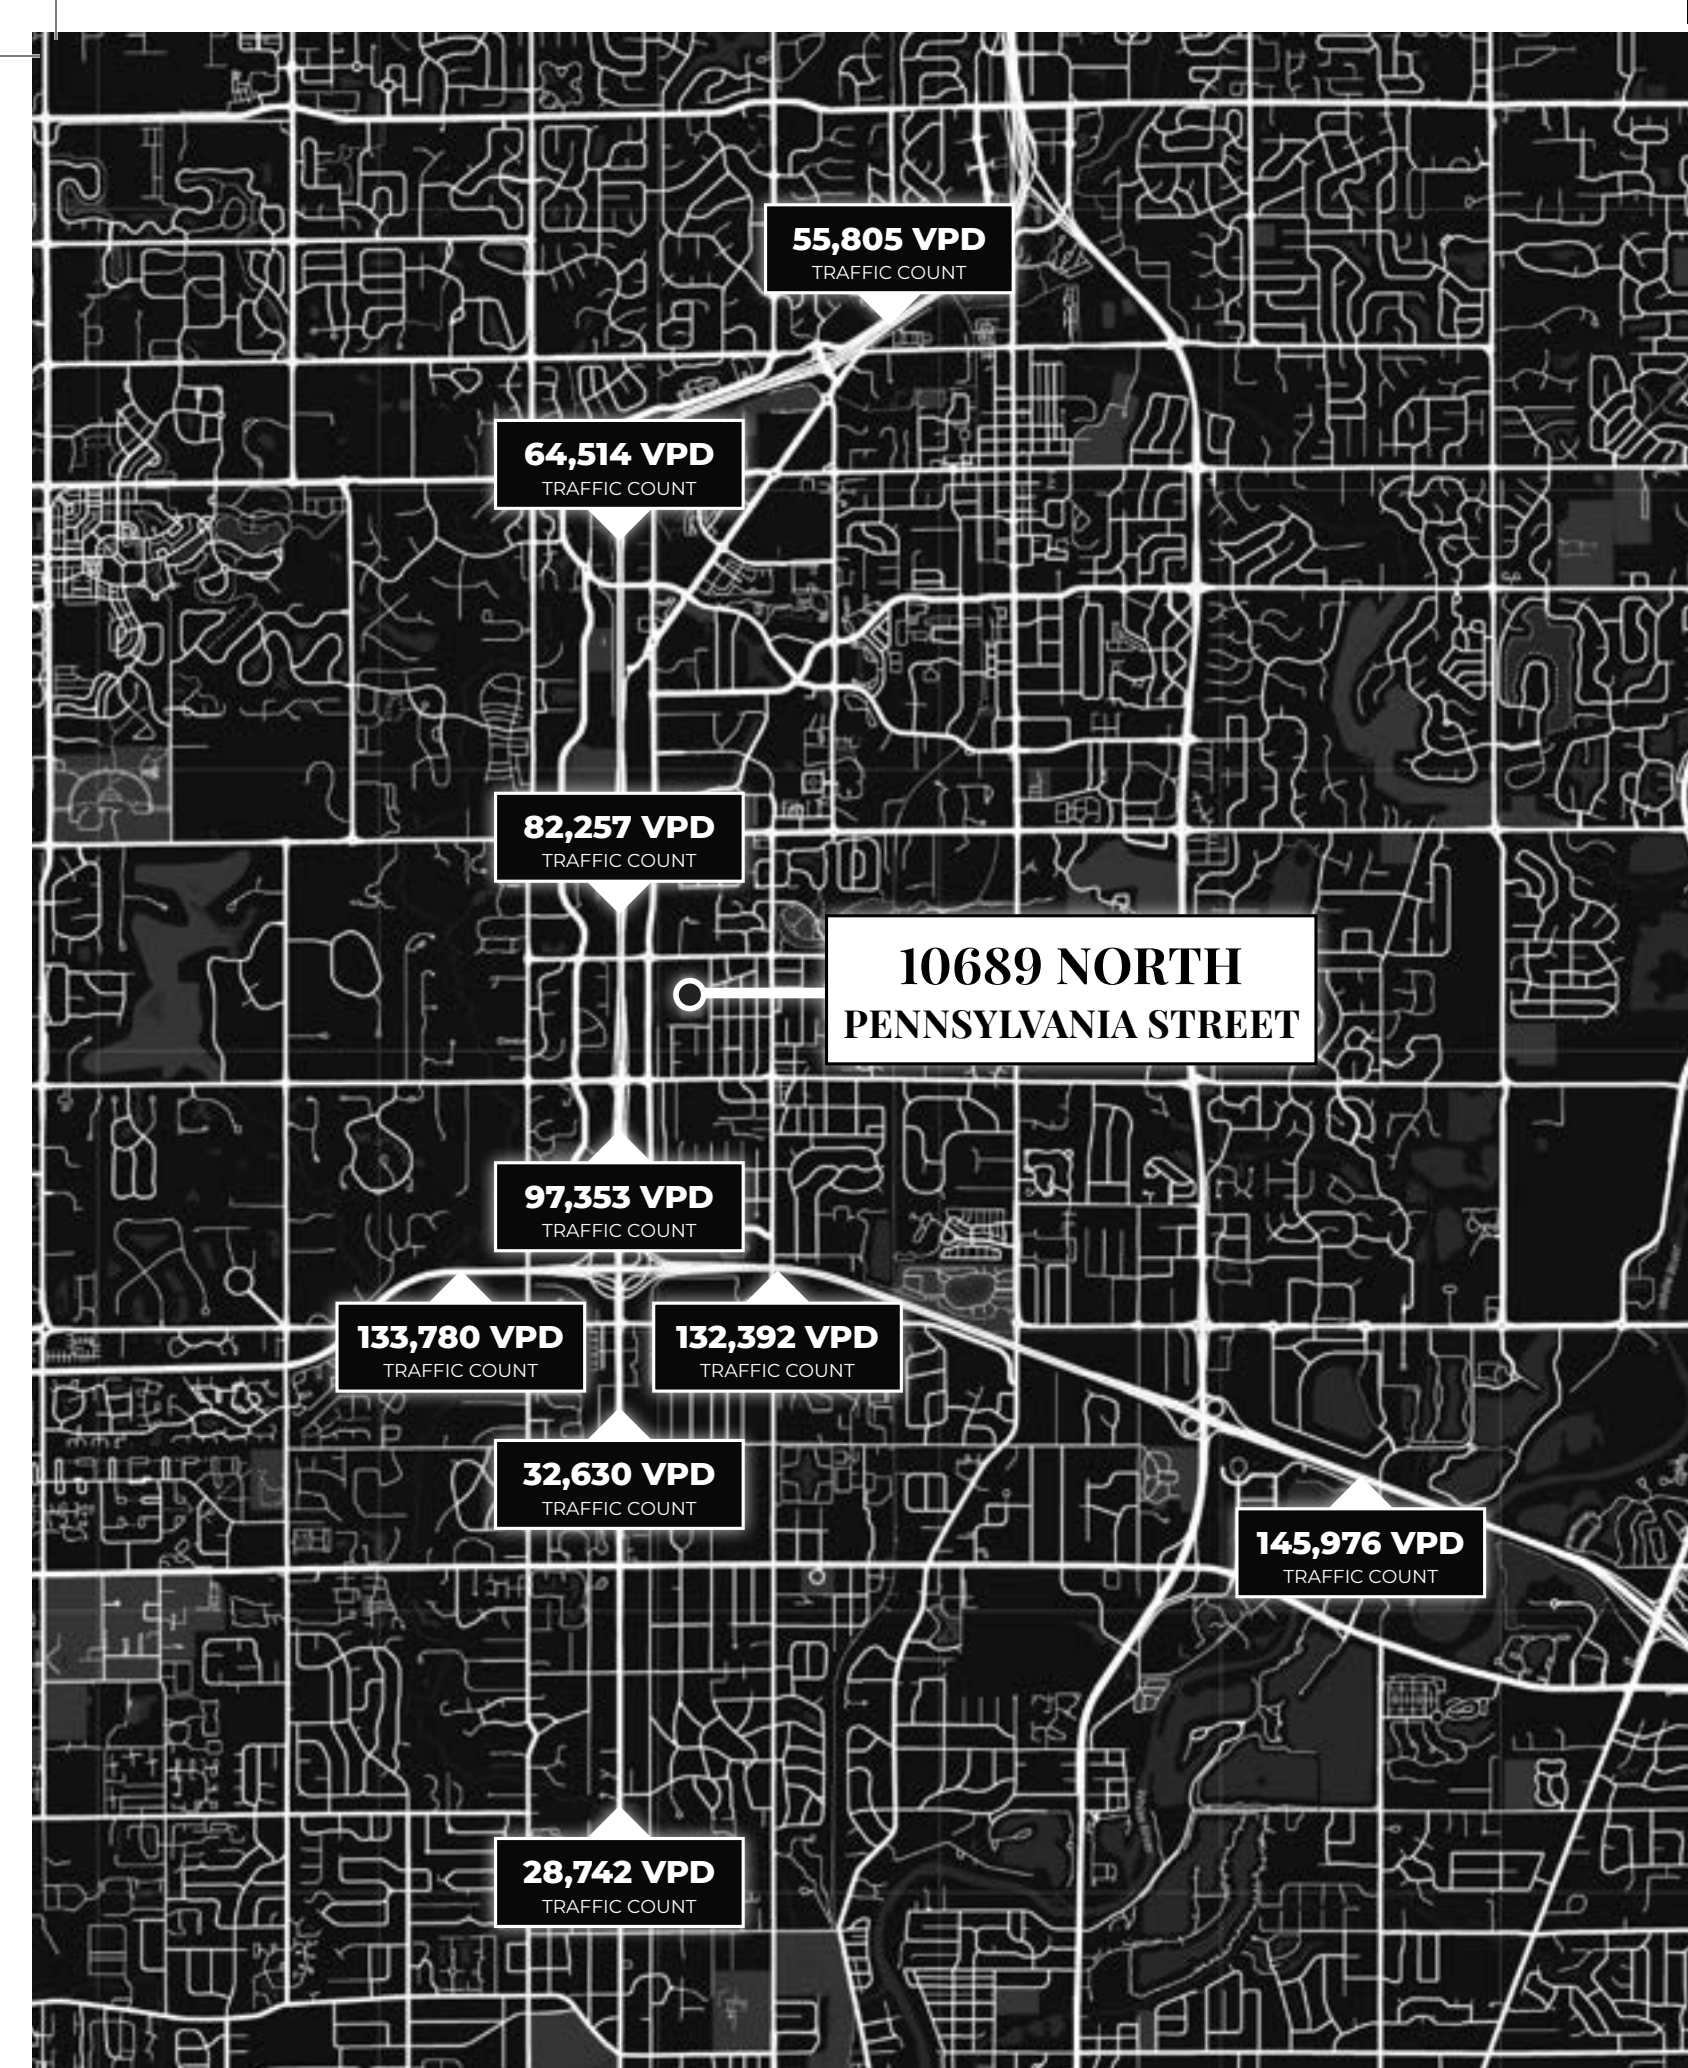 55,805 VPD
TRAFFIC COUNT
64,514 VPD
TRAFFIC COUNT
82,257 VPD
TRAFFIC COUNT
10689 NORTH
PENNSYLVANIA STREET
97,353 VPD
TRAFFIC COUNT
133,780 VPD
TRAFFIC COUNT
132,392 VPD
TRAFFIC COUNT
32,630 VPD
TRAFFIC COUNT
145,976 VPD
TRAFFIC COUNT
28,742 VPD
TRAFFIC COUNT